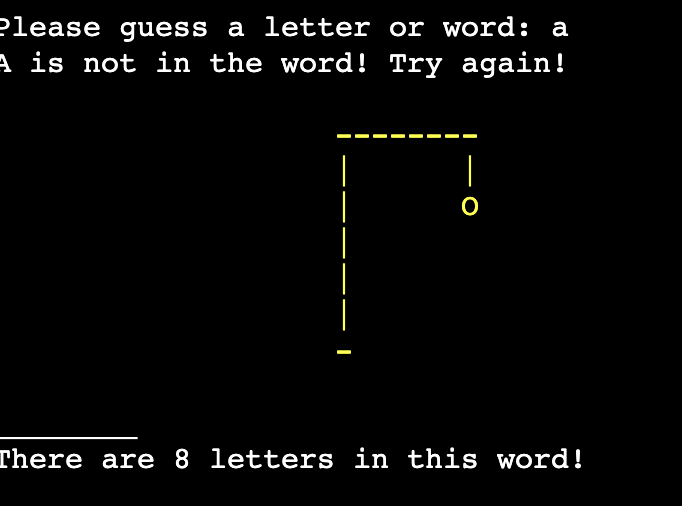 Please guess a letter or word: a
A is not in the word! Try again!
--------
|      |
|      o
|
|
|
-
________
There are 8 letters in this word!